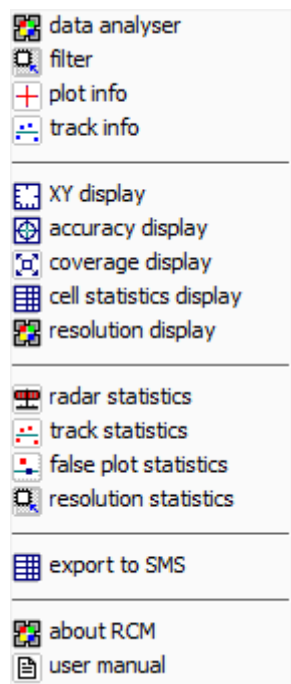 data analyser
filter
plot info
track info
XY display
accuracy display
coverage display
cell statistics display
resolution display
radar statistics
track statistics
false plot statistics
resolution statistics
export to SMS
about RCM
user manual